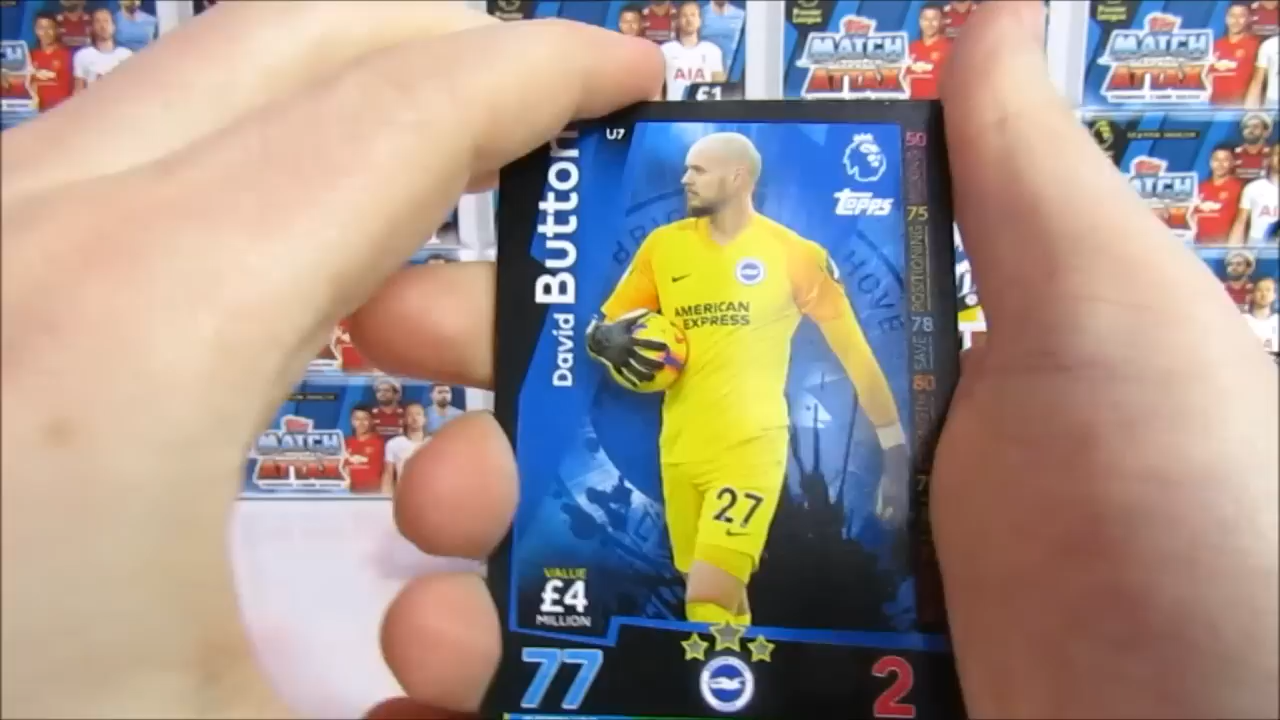 AIA
£1
MATCH
ATTAX
MATCH
ATTAX
MATCH
MATCH
ATTAX
U7
David Button
Topps
50
75
POSITIONING
78
SAVE
80
HOVE
AMERICAN
EXPRESS
27
VALUE
£4
MILLION
77
2